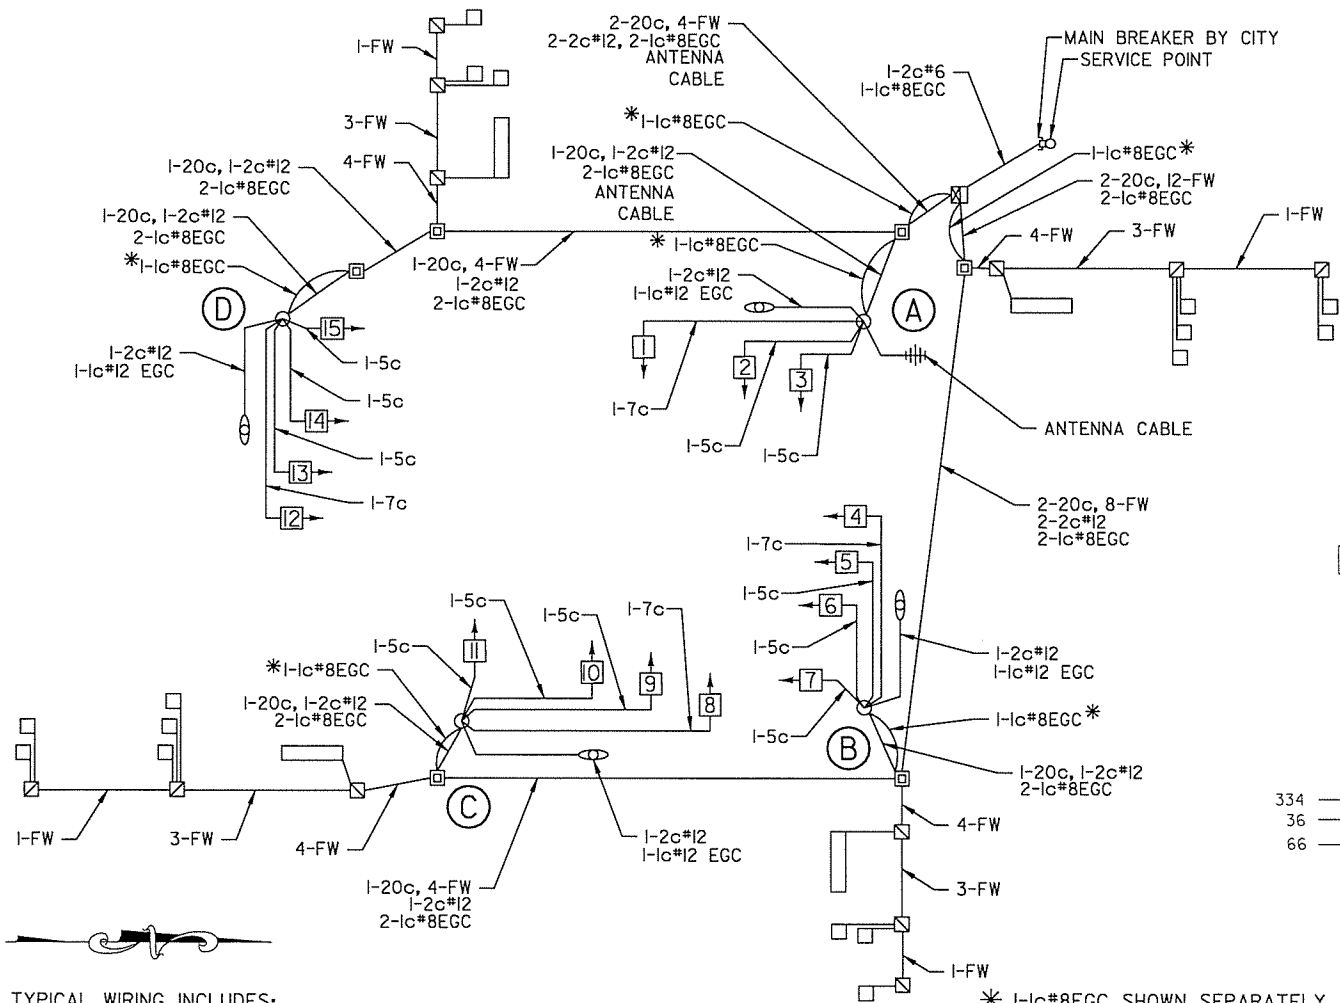 1-FW
3-FW
4-FW
2-20c, 4-FW
2-2c#12, 2-1c#8EGC
ANTENNA
CABLE
MAIN BREAKER BY CITY
SERVICE POINT
1-2c#6
1-1c#8EGC
*1-1c#8EGC
1-1c#8EGC*
1-20c, 1-2c#12
2-1c#8EGC
ANTENNA
CABLE
2-20c, 12-FW
2-1c#8EGC
1-20c, 1-2c#12
2-1c#8EGC
1-20c, 1-2c#12
2-1c#8EGC
*1-1c#8EGC
* 1-1c#8EGC
4-FW
3-FW
1-FW
1-20c, 4-FW
1-2c#12
2-1c#8EGC
1-2c#12
1-1c#12 EGC
D
A
15
1-5c
1-2c#12
1-1c#12 EGC
1-5c
14
1-5c
13
1-7c
12
1
2
3
1-7c
1-5c
1-5c
ANTENNA CABLE
2-20c, 8-FW
2-2c#12
2-1c#8EGC
4
1-7c
5
1-5c
6
1-5c
7
1-5c
1-2c#12
1-1c#12 EGC
1-1c#8EGC*
B
1-20c, 1-2c#12
2-1c#8EGC
1-5c
1-5c
1-7c
1-5c
11
10
9
8
*1-1c#8EGC
1-20c, 1-2c#12
2-1c#8EGC
C
1-FW
3-FW
4-FW
1-2c#12
1-1c#12 EGC
1-20c, 4-FW
1-2c#12
2-1c#8EGC
4-FW
3-FW
1-FW
334
36
66
N
TYPICAL WIRING INCLUDES:
* 1-1c#8EGC SHOWN SEPARATELY